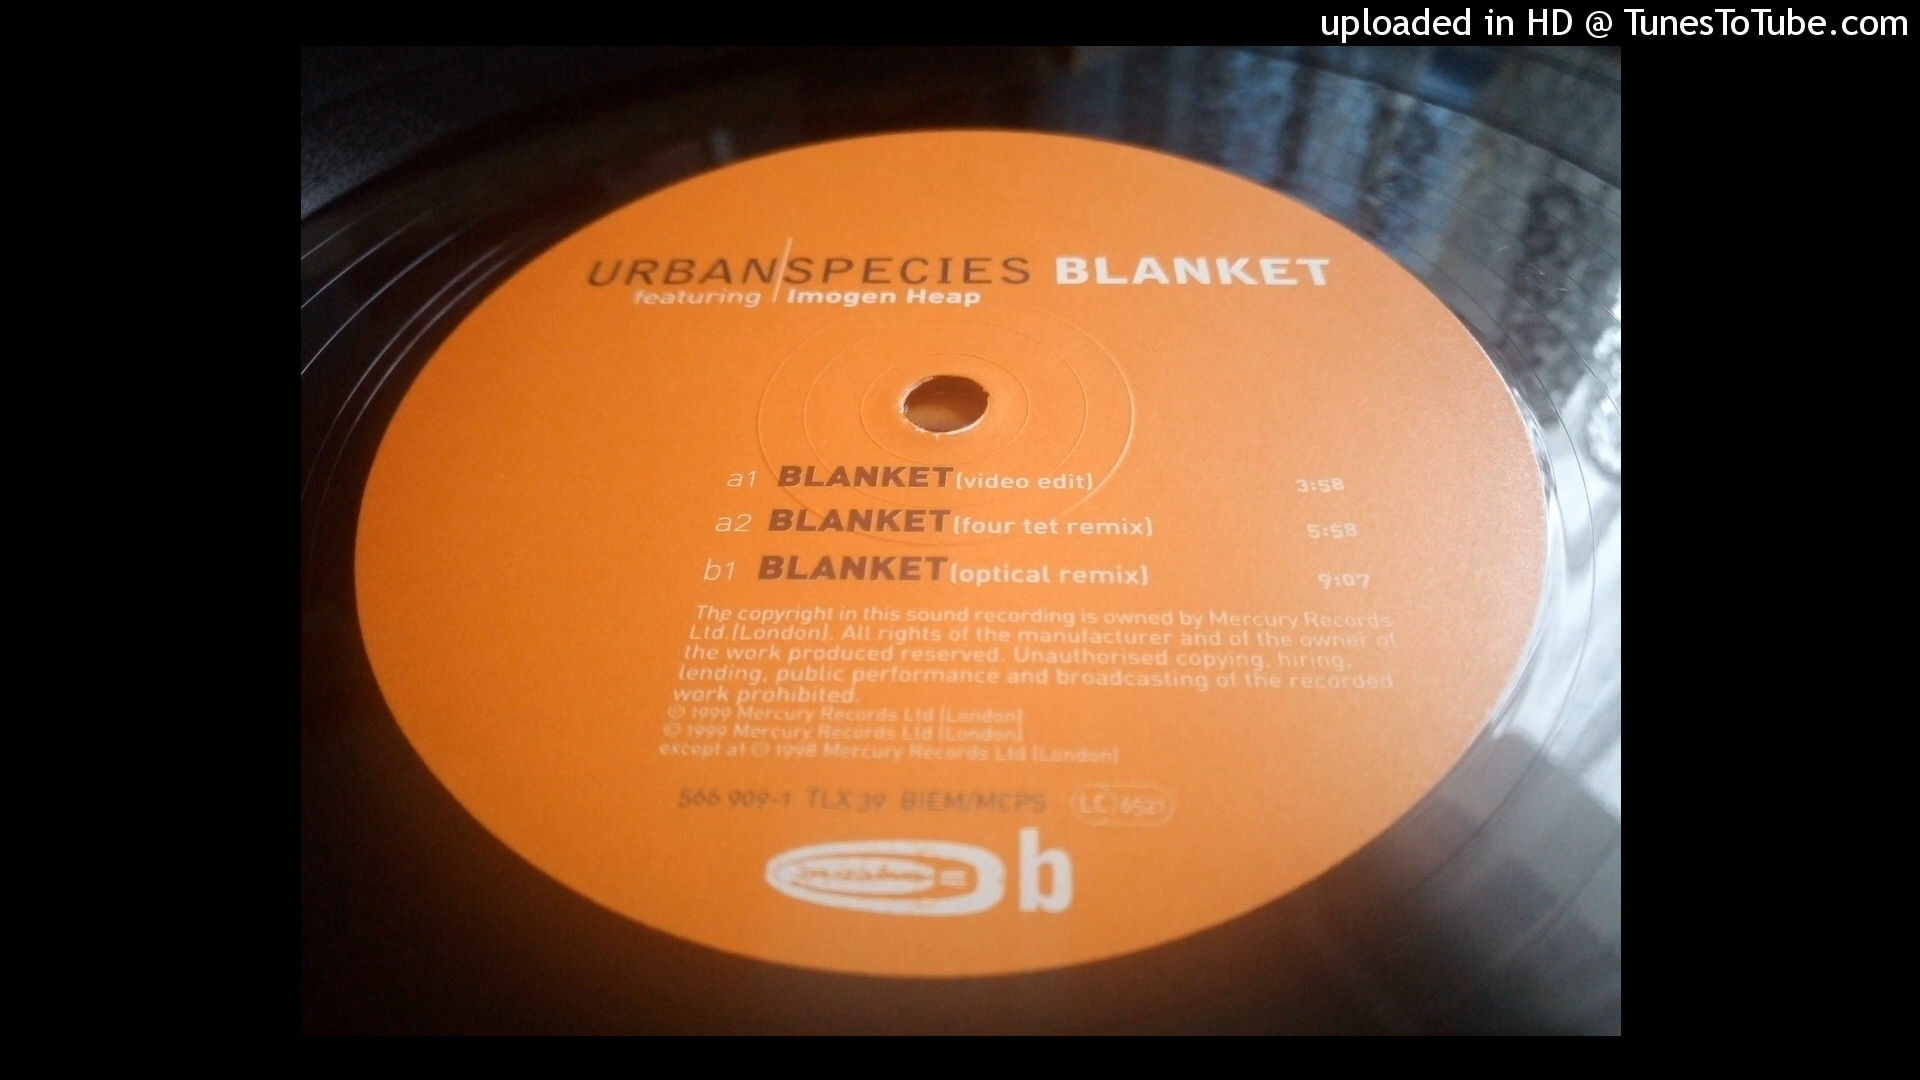 uploaded in HD @ TunesToTube.com
URBAN/SPECIES BLANKET
featuring / Imogen Heap
a1 BLANKET (video edit) 3:58
a2 BLANKET (four tet remix) 5:58
b1 BLANKET (optical remix) 9:07
The copyright in this sound recording is owned by Mercury Records
Ltd. (London). All rights of the manufacturer and of the owner of
the work produced reserved. Unauthorised copying, hiring,
lending, public performance and broadcasting of the recorded
work prohibited.
℗ 1999 Mercury Records Ltd (London)
© 1999 Mercury Records Ltd (London)
except a1 ℗ 1998 Mercury Records Ltd (London)
566 909-1 TLX 39 BIEM/MCPS LC 6521
b